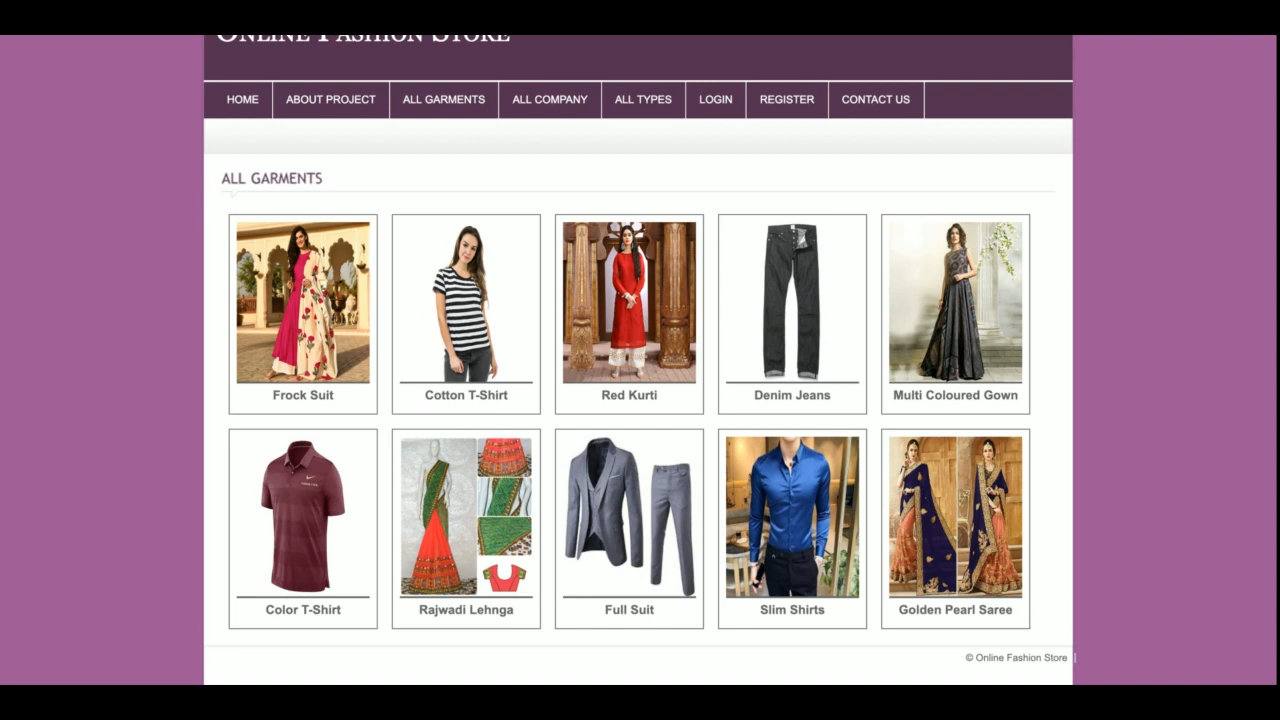 ONLINE FASHION STORE
HOME ABOUT PROJECT ALL GARMENTS ALL COMPANY ALL TYPES LOGIN REGISTER CONTACT US
ALL GARMENTS
Frock Suit Cotton T-Shirt Red Kurti Denim Jeans Multi Coloured Gown
Color T-Shirt Rajwadi Lehnga Full Suit Slim Shirts Golden Pearl Saree
© Online Fashion Store |